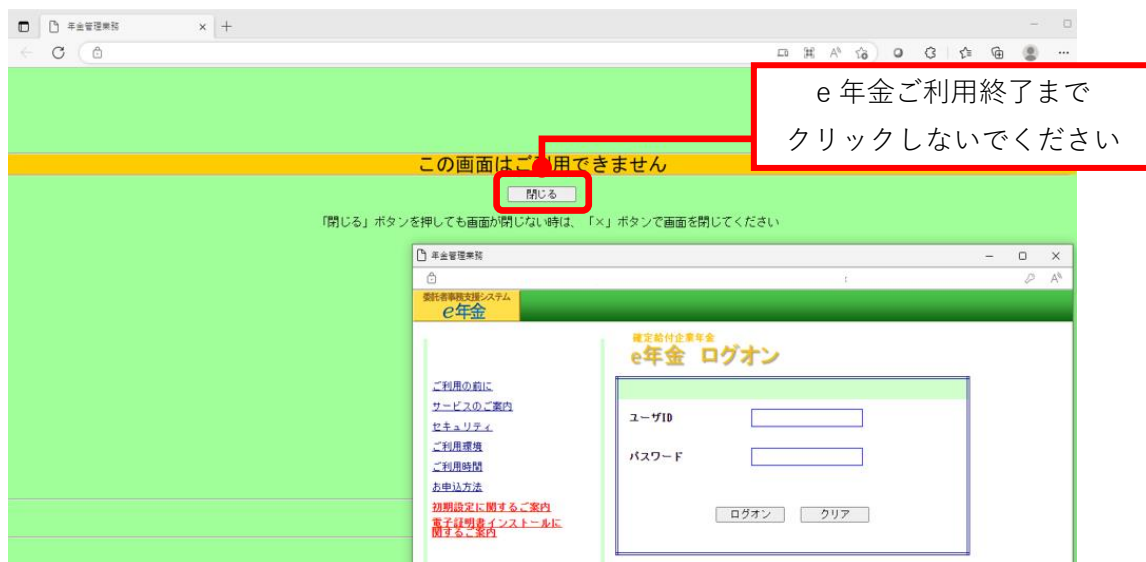 年金管理業務
e 年金ご利用終了まで
クリックしないでください
この画面はご利用できません
閉じる
「閉じる」ボタンを押しても画面が閉じない時は、「×」ボタンで画面を閉じてください
年金管理業務
委託者事務支援システム
e年金
確定給付企業年金
e年金 ログオン
ご利用の前に
サービスのご案内
セキュリティ
ご利用環境
ご利用時間
お申込方法
初期設定に関するご案内
電子証明書インストールに
関するご案内
ユーザID
パスワード
ログオン
クリア